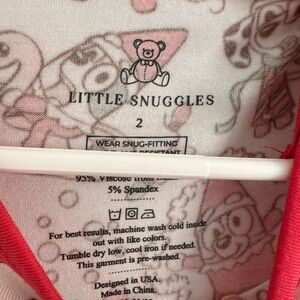 LITTLE SNUGGLES
2
WEAR SNUG-FITTING
RESISTANT
95% Viscose from
5% Spandex
For best results, machine wash cold inside
out with like colors.
Tumble dry low, cool iron if needed.
This garment is pre-washed.
Designed in USA.
Made in China.